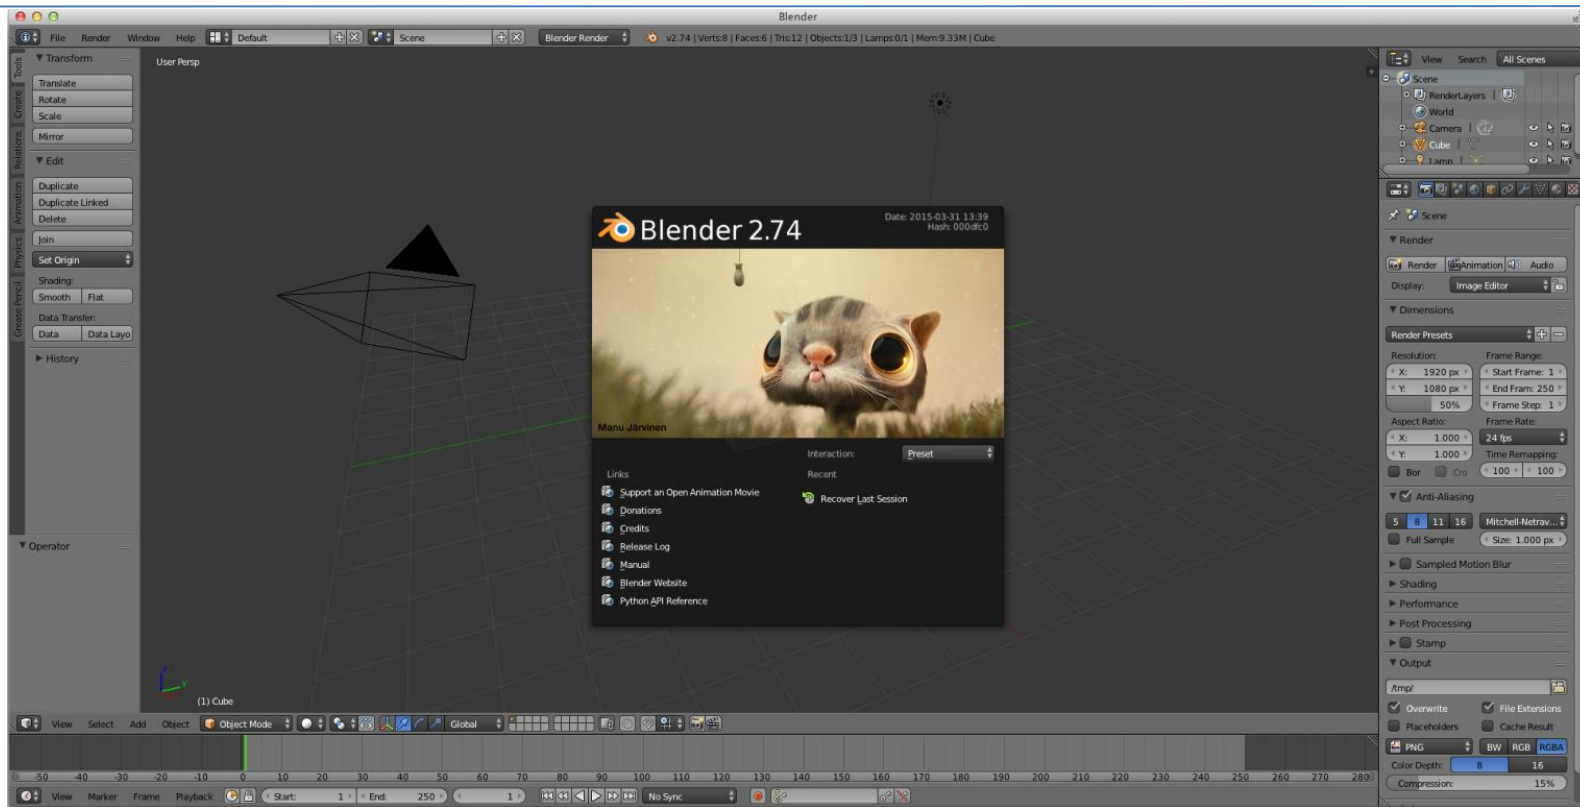 Blender
File Render Window Help Default Scene Blender Render v2.74 | Verts:8 | Faces:6 | Tris:12 | Objects:1/3 | Lamps:0/1 | Mem:9.33M | Cube
Tools
Create
Relations
Animation
Physics
Grease Pencil
Transform
Translate
Rotate
Scale
Mirror
Edit
Duplicate
Duplicate Linked
Delete
Join
Set Origin
Shading:
Smooth Flat
Data Transfer:
Data Data Layo
History
Operator
User Persp
Blender 2.74
Date: 2015-03-31 13:39
Hash: 000dfc0
Manu Järvinen
Interaction: Preset
Links
Support an Open Animation Movie
Donations
Credits
Release Log
Manual
Blender Website
Python API Reference
Recent
Recover Last Session
z
y
(1) Cube
View Select Add Object Object Mode Global
-50 -40 -30 -20 -10 0 10 20 30 40 50 60 70 80 90 100 110 120 130 140 150 160 170 180 190 200 210 220 230 240 250 260 270 280
View Marker Frame Playback Start: 1 End: 250 1 No Sync
View Search All Scenes
Scene
RenderLayers |
World
Camera |
Cube |
Lamp |
Scene
Render
Render Animation Audio
Display: Image Editor
Dimensions
Render Presets
Resolution: Frame Range:
X: 1920 px Start Frame: 1
Y: 1080 px End Fram: 250
50% Frame Step: 1
Aspect Ratio: Frame Rate:
X: 1.000 24 fps
Y: 1.000 Time Remapping:
Bor Cro 100 100
Anti-Aliasing
5 8 11 16 Mitchell-Netrav...
Full Sample Size: 1.000 px
Sampled Motion Blur
Shading
Performance
Post Processing
Stamp
Output
/tmp/
Overwrite File Extensions
Placeholders Cache Result
PNG BW RGB RGBA
Color Depth: 8 16
Compression: 15%